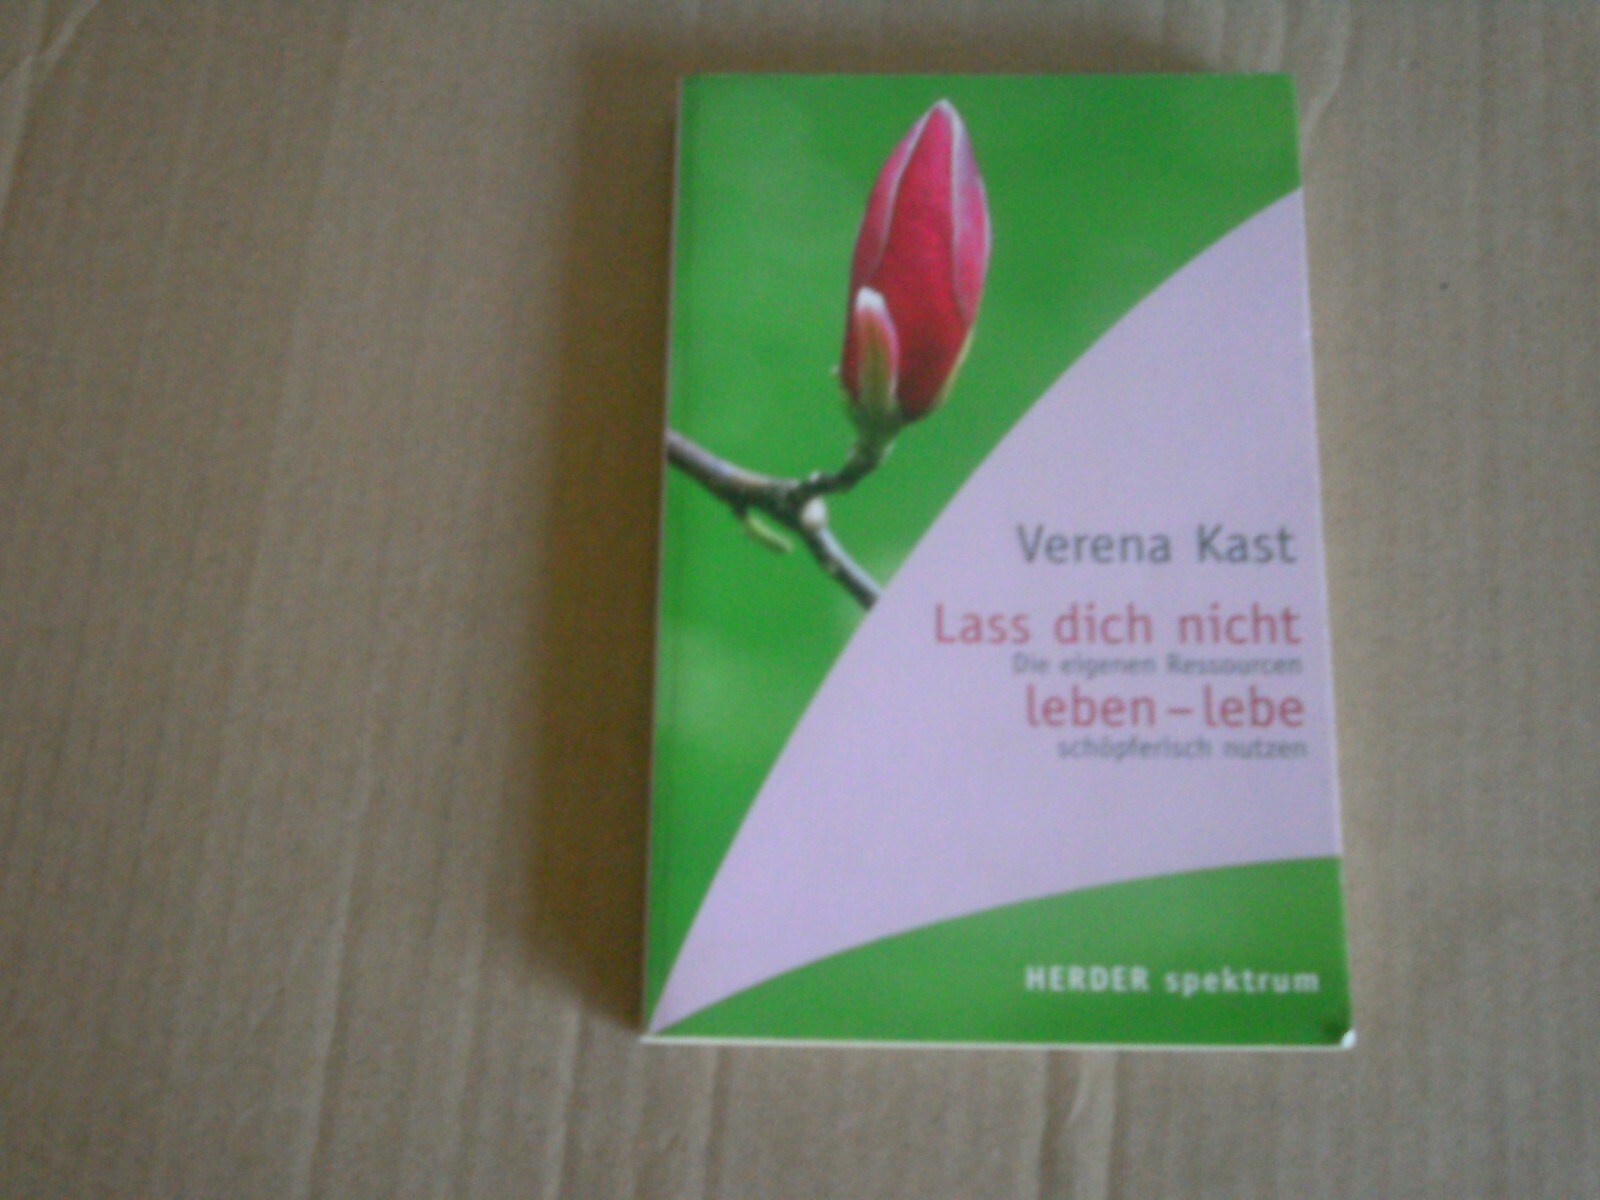 Verena Kast
Lass dich nicht
Die eigenen Ressourcen
leben – lebe
schöpferisch nutzen
HERDER spektrum